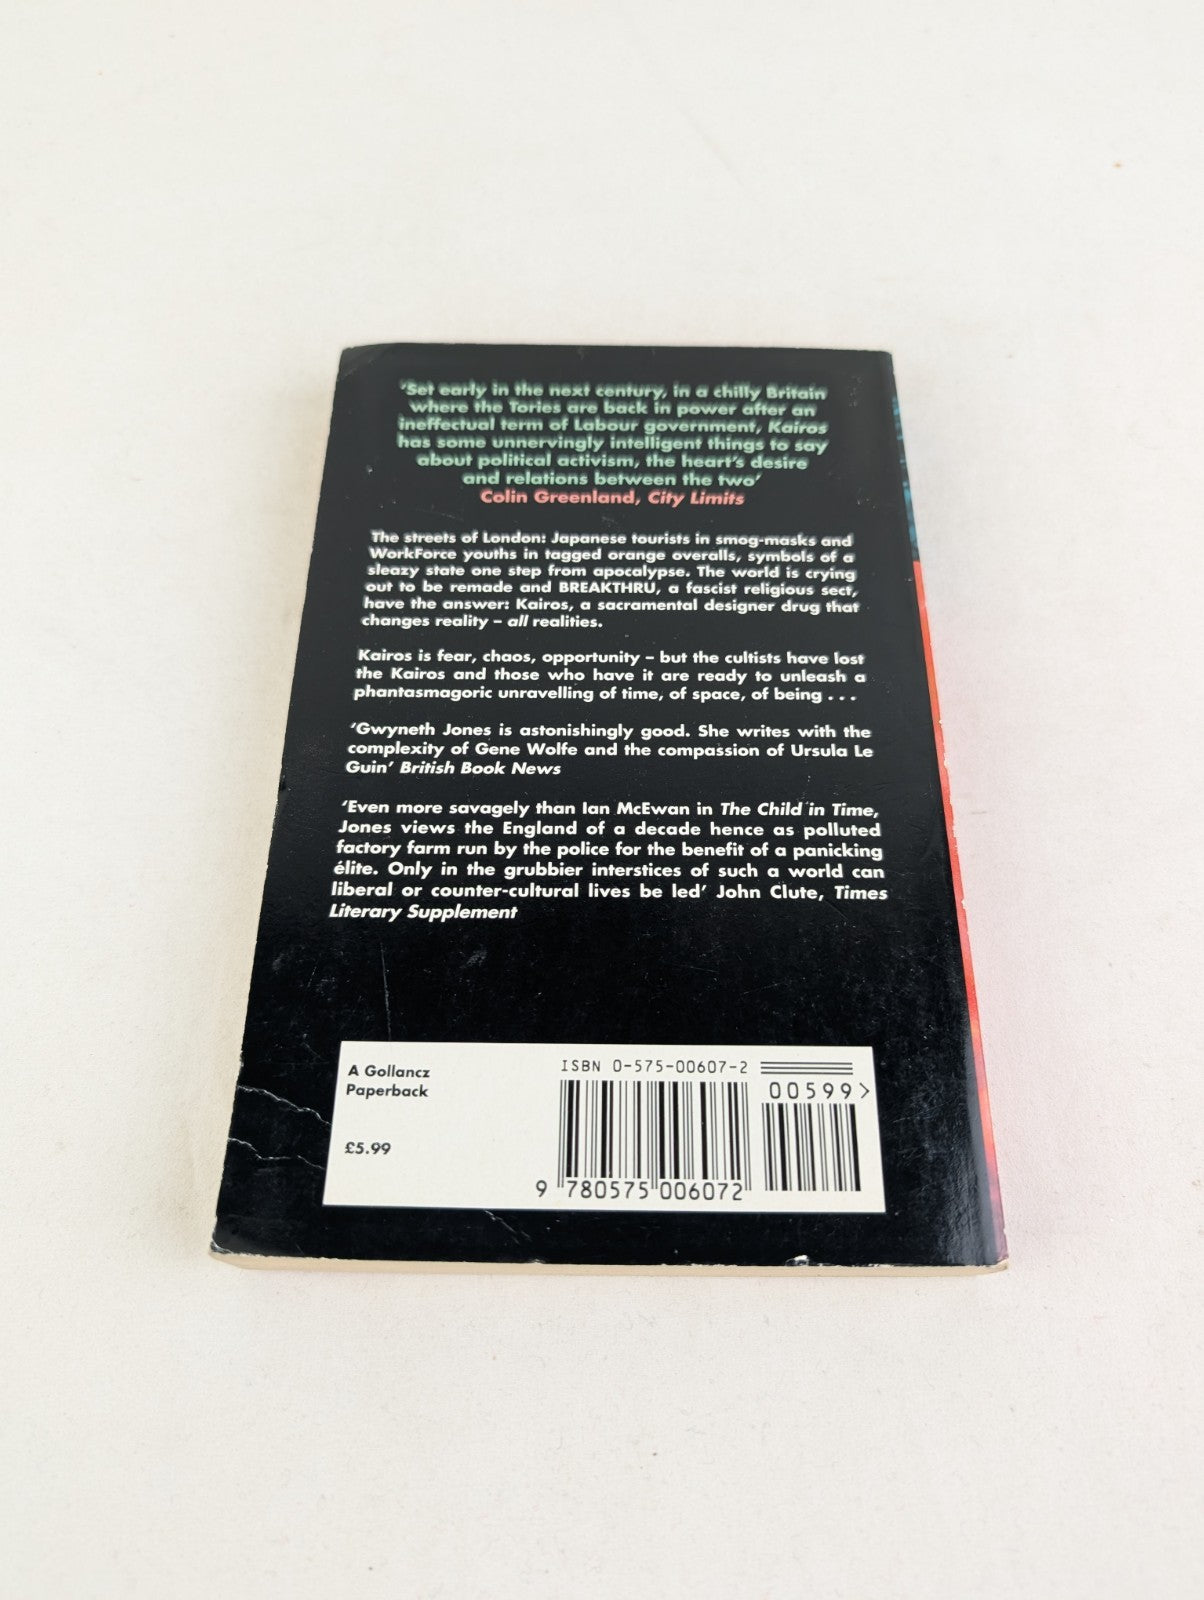 ‘Set early in the next century, in a chilly Britain
where the Tories are back in power after an
ineffectual term of Labour government, Kairos
has some unnervingly intelligent things to say
about political activism, the heart’s desire
and relations between the two’
Colin Greenland, City Limits
The streets of London: Japanese tourists in smog-masks and
WorkForce youths in tagged orange overalls, symbols of a
sleazy state one step from apocalypse. The world is crying
out to be remade and BREAKTHRU, a fascist religious sect,
have the answer: Kairos, a sacramental designer drug that
changes reality – all realities.
Kairos is fear, chaos, opportunity – but the cultists have lost
the Kairos and those who have it are ready to unleash a
phantasmagoric unravelling of time, of space, of being . . .
‘Gwyneth Jones is astonishingly good. She writes with the
complexity of Gene Wolfe and the compassion of Ursula Le
Guin’ British Book News
‘Even more savagely than Ian McEwan in The Child in Time,
Jones views the England of a decade hence as polluted
factory farm run by the police for the benefit of a panicking
élite. Only in the grubbier interstices of such a world can
liberal or counter-cultural lives be led’ John Clute, Times
Literary Supplement
A Gollancz
Paperback
£5.99
ISBN 0-575-00607-2
00599>
9 780575 006072